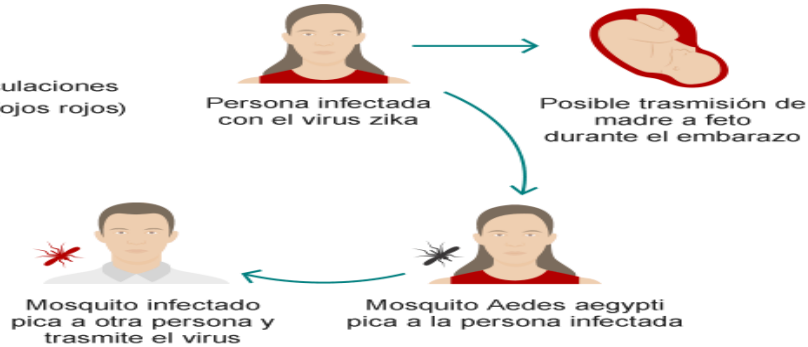 ojos rojos)
Persona infectada
con el virus zika
Posible trasmisión de
madre a feto
durante el embarazo
Mosquito Aedes aegypti
pica a la persona infectada
Mosquito infectado
pica a otra persona y
trasmite el virus